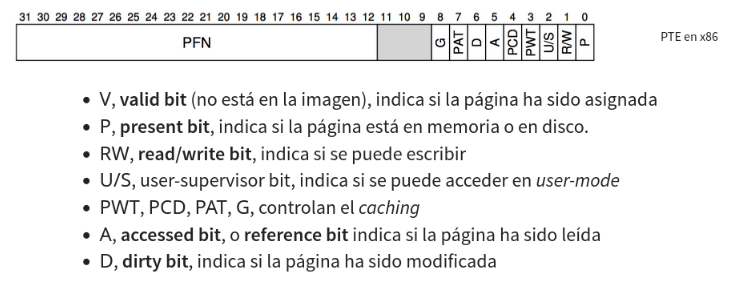 31 30 29 28 27 26 25 24 23 22 21 20 19 18 17 16 15 14 13 12 11 10 9 8 7 6 5 4 3 2 1 0
PFN G PAT D A PCD PWT U/S R/W P
PTE en x86
• V, valid bit (no está en la imagen), indica si la página ha sido asignada
• P, present bit, indica si la página está en memoria o en disco.
• RW, read/write bit, indica si se puede escribir
• U/S, user-supervisor bit, indica si se puede acceder en user-mode
• PWT, PCD, PAT, G, controlan el caching
• A, accessed bit, o reference bit indica si la página ha sido leída
• D, dirty bit, indica si la página ha sido modificada